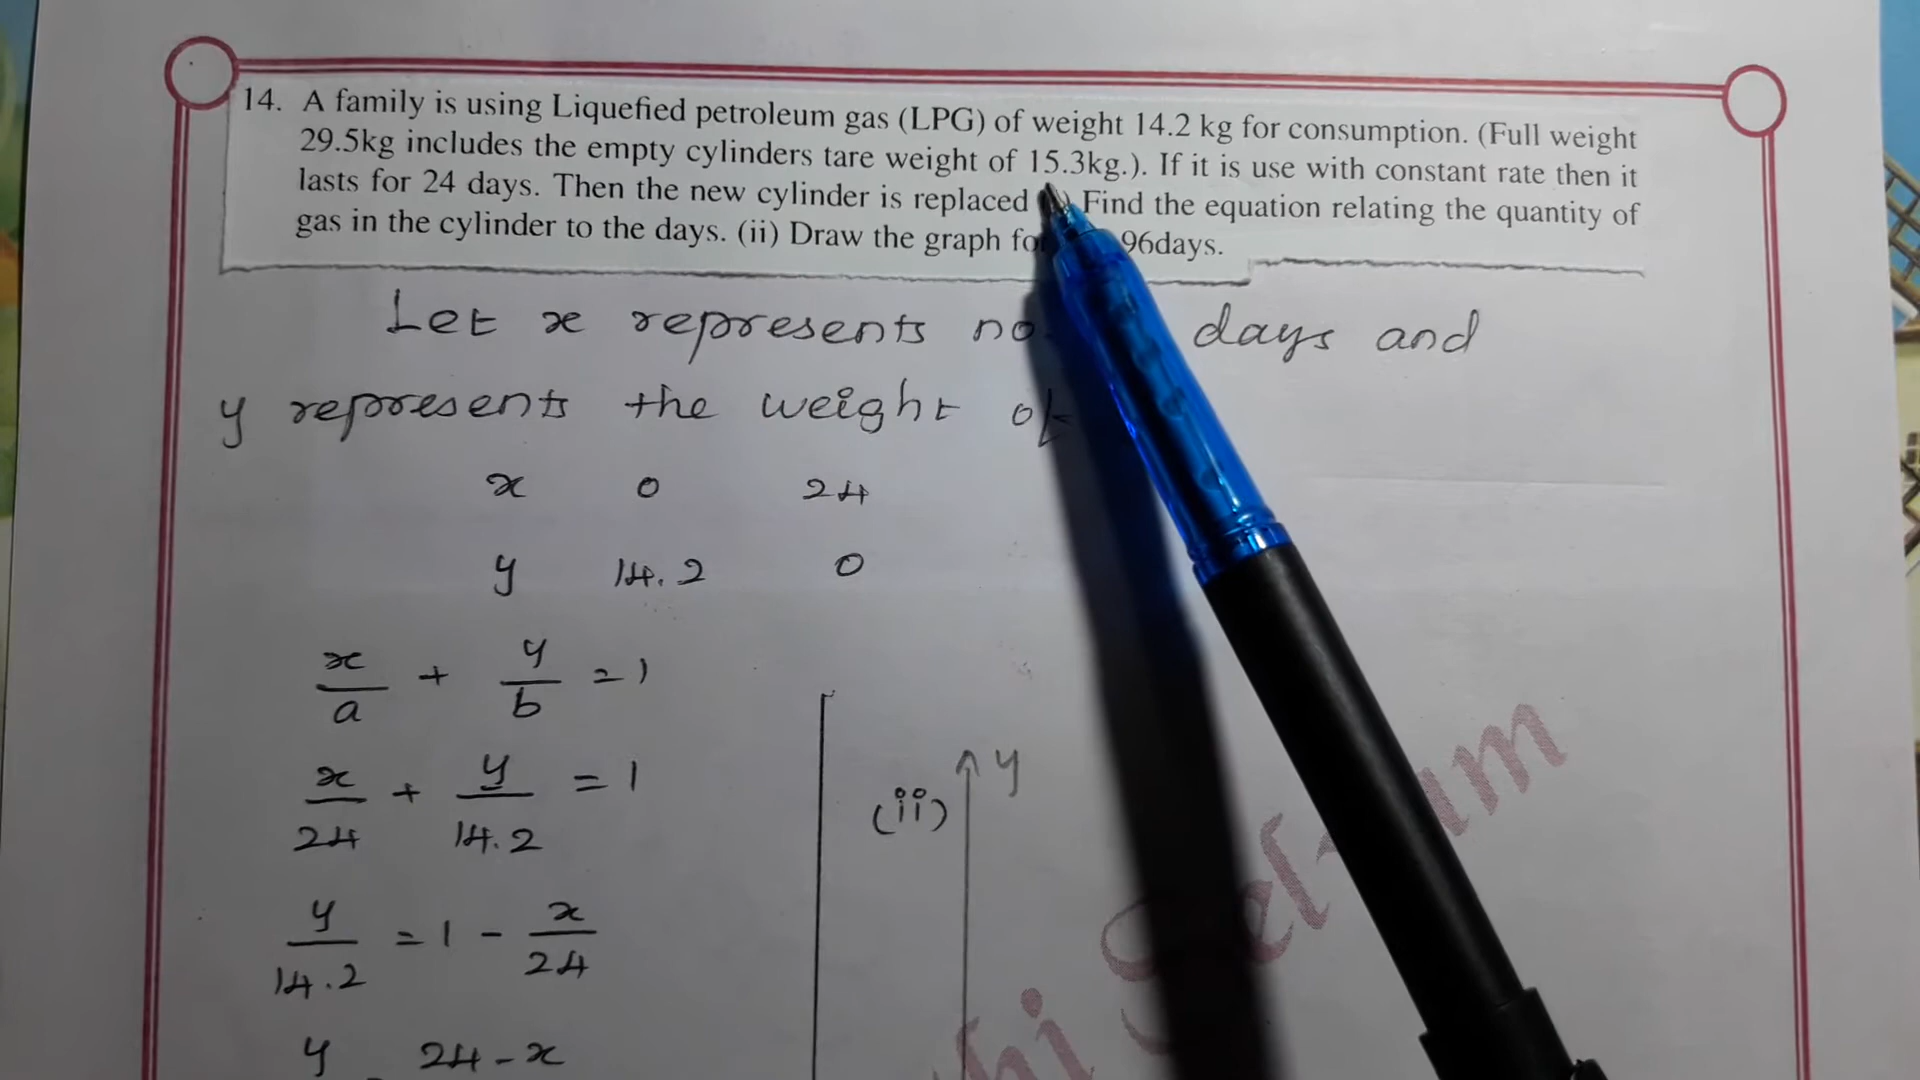 14. A family is using Liquefied petroleum gas (LPG) of weight 14.2 kg for consumption. (Full weight
29.5kg includes the empty cylinders tare weight of 15.3kg.). If it is use with constant rate then it
lasts for 24 days. Then the new cylinder is replaced ) Find the equation relating the quantity of
gas in the cylinder to the days. (ii) Draw the graph 96days.
Let x represents days and
y represents the weight of
x 0 24
y 14.2 0
x/a + y/b = 1
x/24 + y/14.2 = 1
y/14.2 = 1 - x/24
y 24 - x
(ii) y